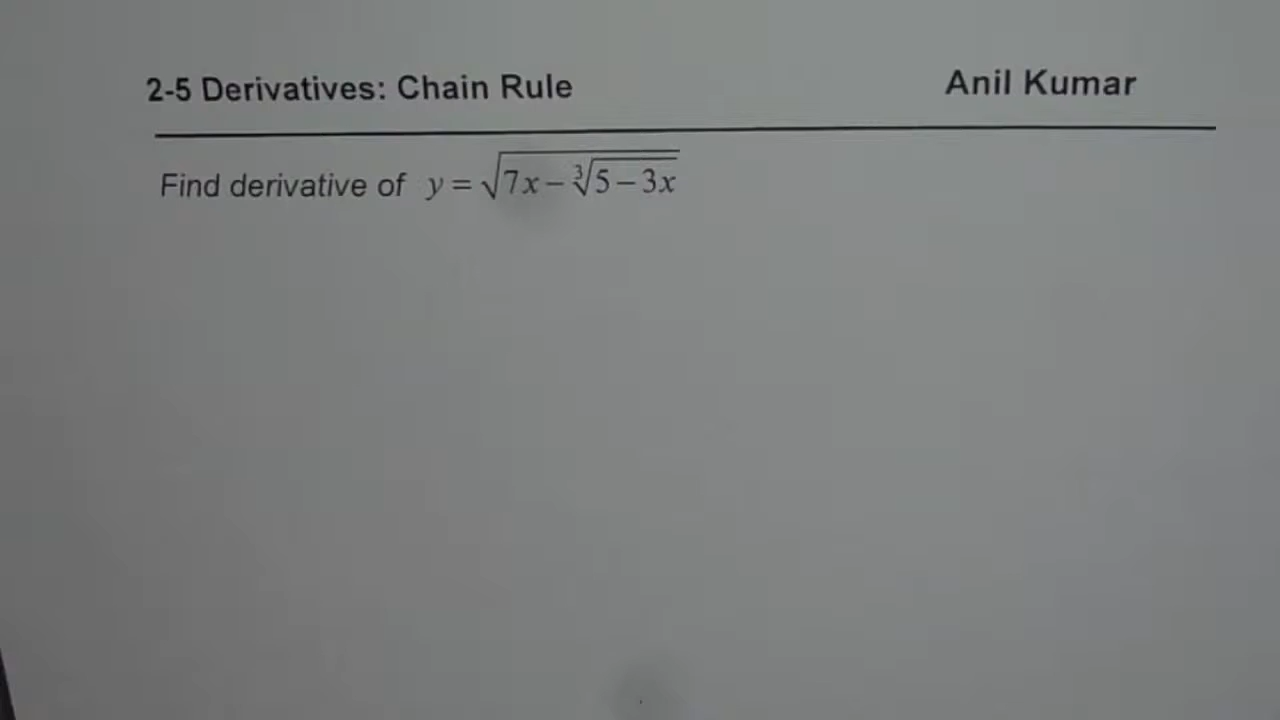 2-5 Derivatives: Chain Rule Anil Kumar
Find derivative of y = √(7x − ∛(5 − 3x))